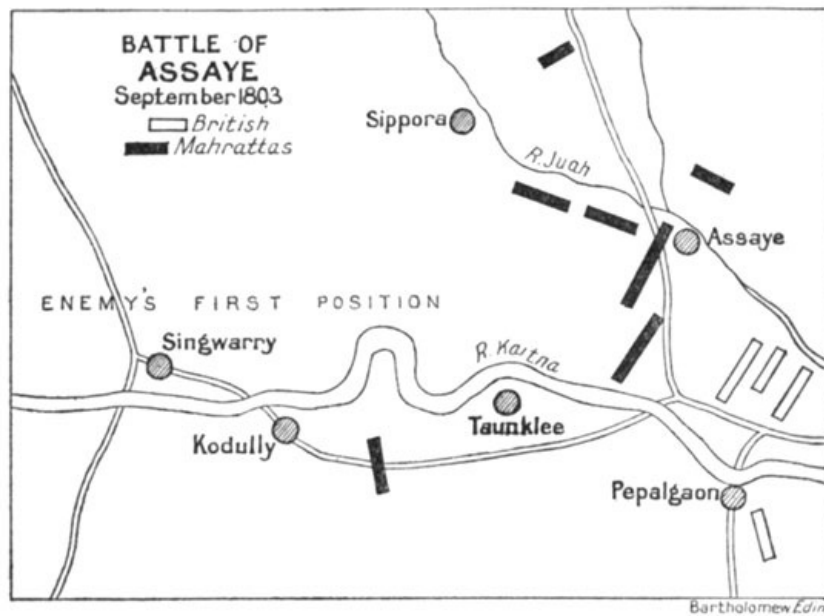 BATTLE OF
ASSAYE
September 1803
British
Mahrattas
Sippora
R. Juah
Assaye
ENEMY'S FIRST POSITION
Singwarry
R. Kaitna
Taunklee
Kodully
Pepalgaon
Bartholomew, Edin